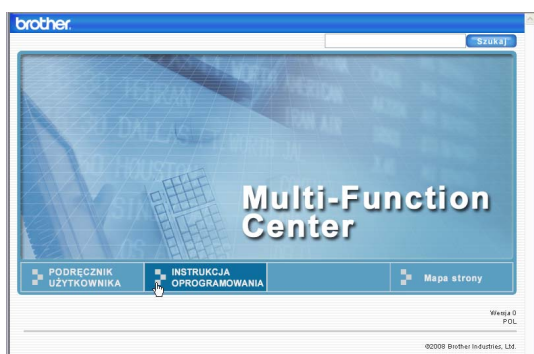 brother.
Szukaj
Multi-Function
Center
PODRĘCZNIK
UŻYTKOWNIKA
INSTRUKCJA
OPROGRAMOWANIA
Mapa strony
Wersja 0
POL
©2008 Brother Industries, Ltd.